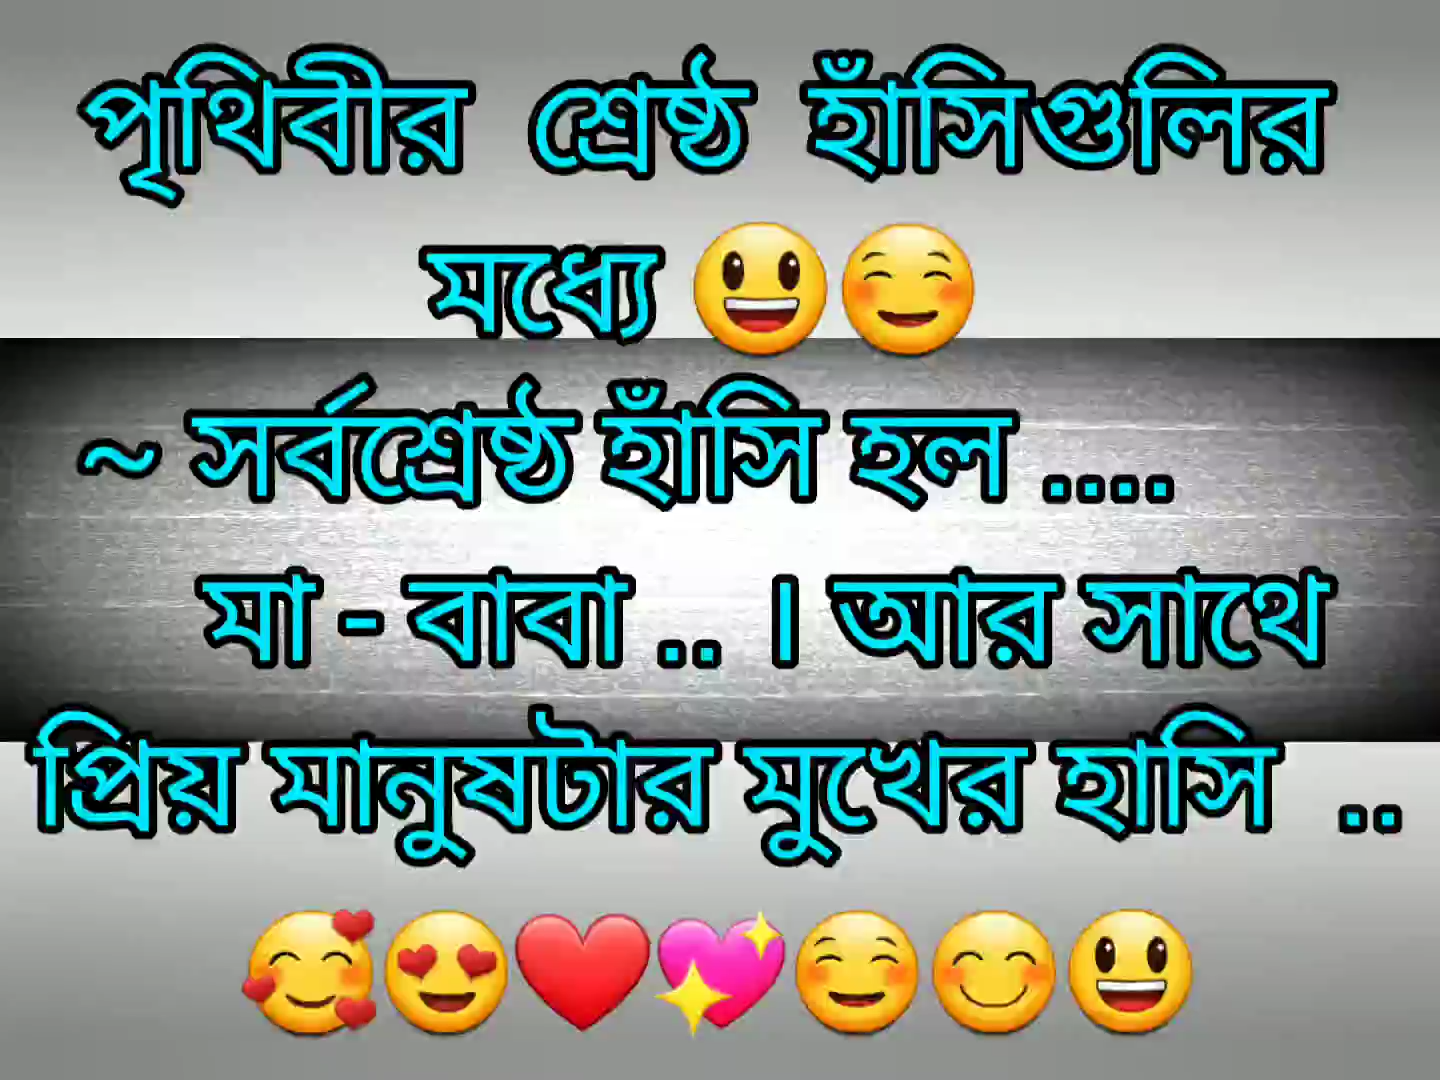 পৃথিবীর শ্রেষ্ঠ হাঁসিগুলির
মধ্যে 😃☺️
~ সর্বশ্রেষ্ঠ হাঁসি হল ....
মা - বাবা .. । আর সাথে
প্রিয় মানুষটার মুখের হাসি ..
🥰😍❤️💖☺️😊😃